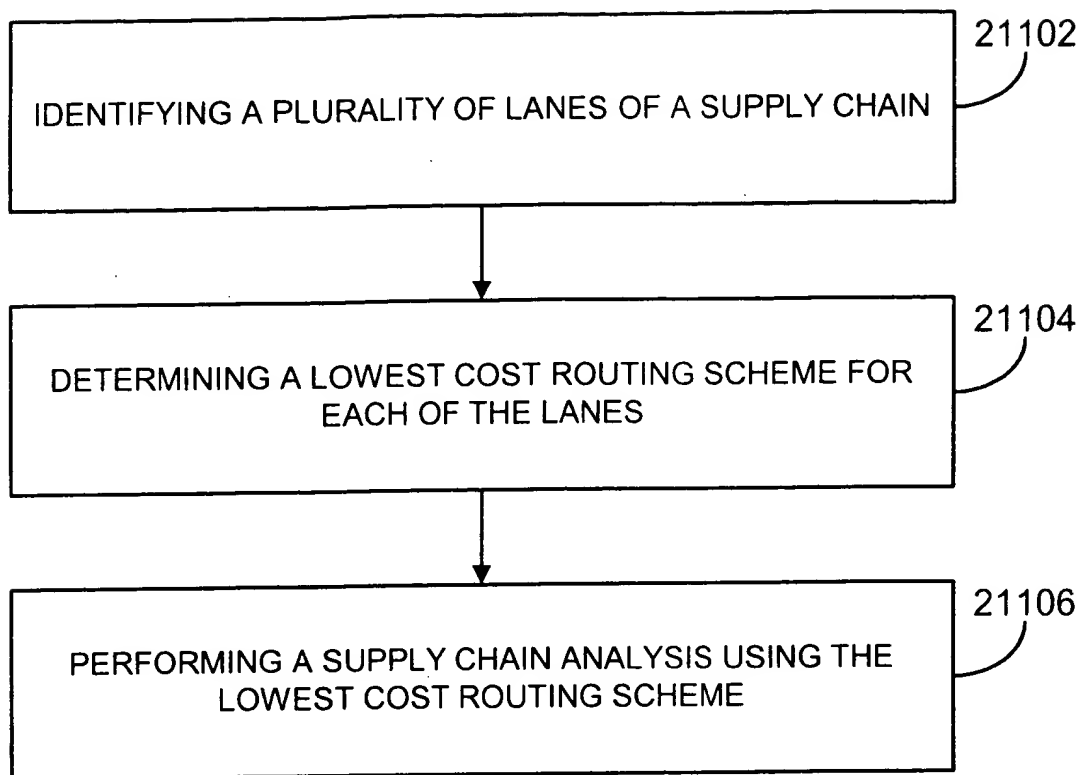 21102
IDENTIFYING A PLURALITY OF LANES OF A SUPPLY CHAIN
21104
DETERMINING A LOWEST COST ROUTING SCHEME FOR
EACH OF THE LANES
21106
PERFORMING A SUPPLY CHAIN ANALYSIS USING THE
LOWEST COST ROUTING SCHEME